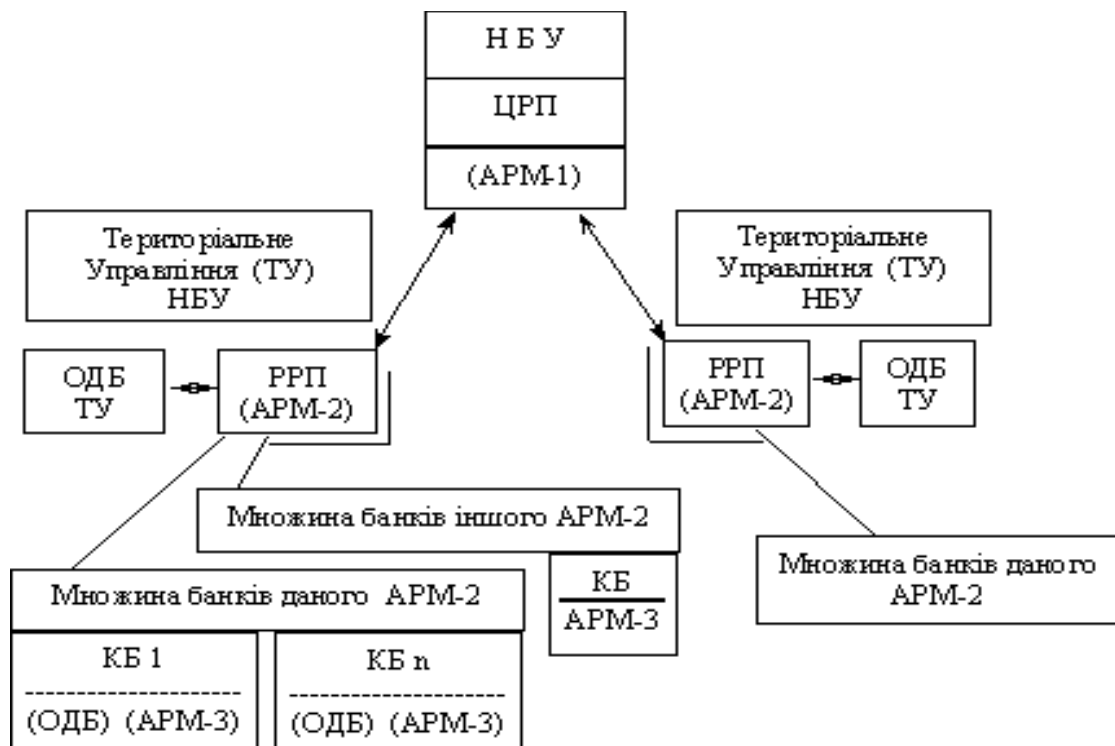 Н Б У
ЦРП
(АРМ-1)
Територіальне
Управління (ТУ)
НБУ
Територіальне
Управління (ТУ)
НБУ
ОДБ
ТУ
РРП
(АРМ-2)
РРП
(АРМ-2)
ОДБ
ТУ
Множина банків іншого АРМ-2
КБ
АРМ-3
Множина банків даного
АРМ-2
Множина банків даного АРМ-2
КБ 1
(ОДБ) (АРМ-3)
КБ n
(ОДБ) (АРМ-3)